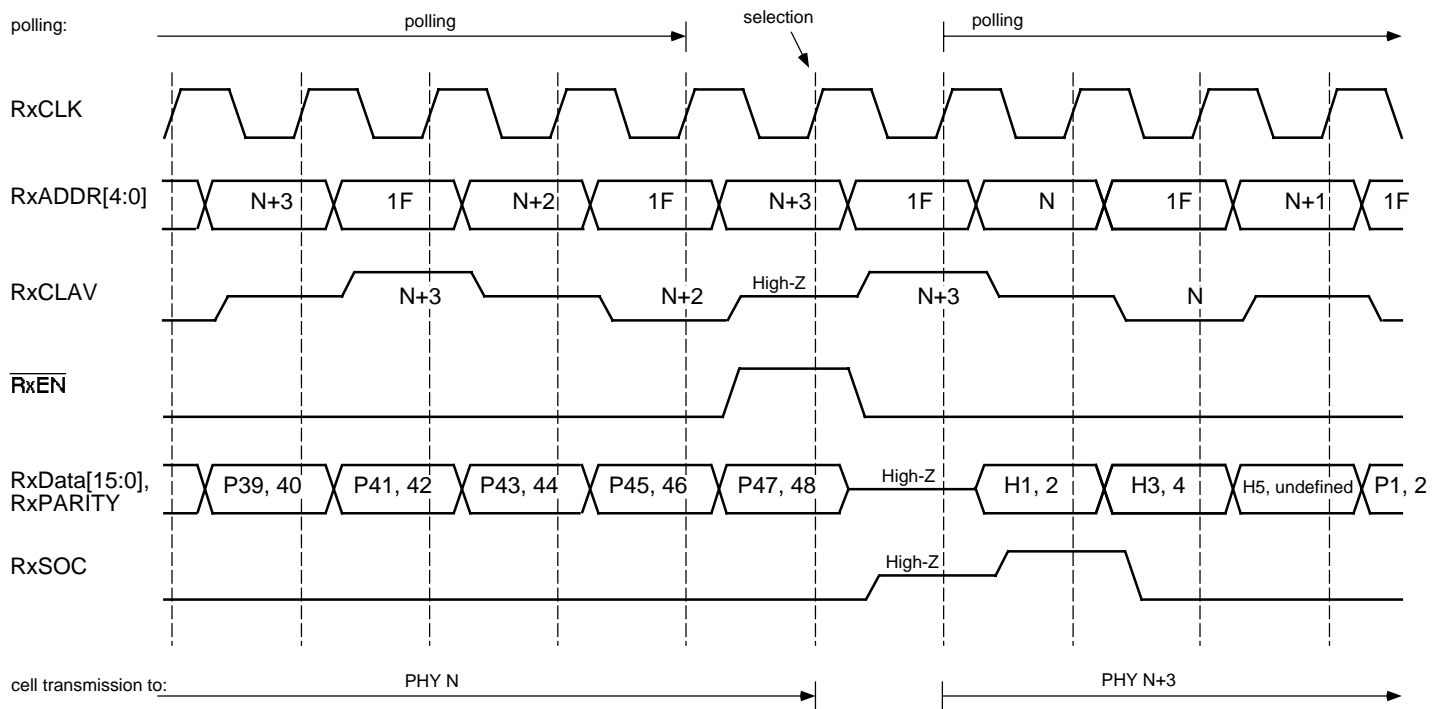 polling: polling selection polling
RxCLK
RxADDR[4:0] N+3 1F N+2 1F N+3 1F N 1F N+1 1F
RxCLAV N+3 N+2 High-Z N+3 N
RxEN
RxData[15:0], RxPARITY P39, 40 P41, 42 P43, 44 P45, 46 P47, 48 High-Z H1, 2 H3, 4 H5, undefined P1, 2
RxSOC High-Z
cell transmission to: PHY N PHY N+3